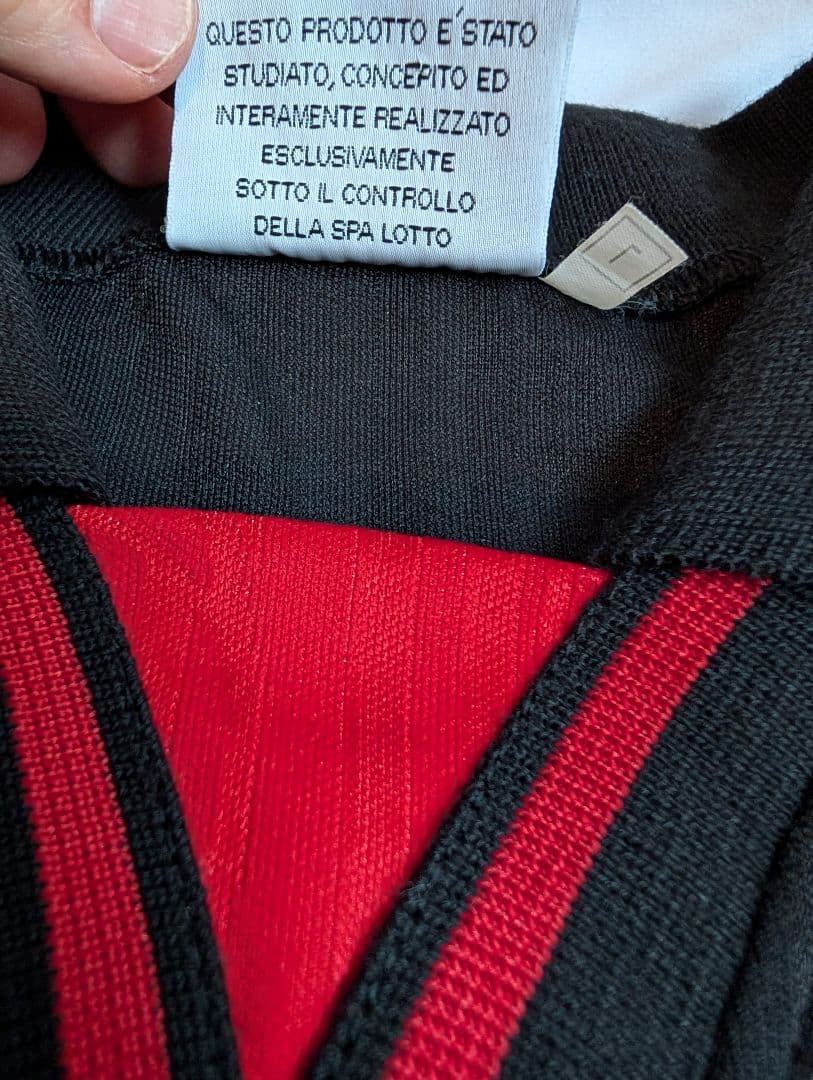 QUESTO PRODOTTO E´STATO
STUDIATO, CONCEPITO ED
INTERAMENTE REALIZZATO
ESCLUSIVAMENTE
SOTTO IL CONTROLLO
DELLA SPA LOTTO
L